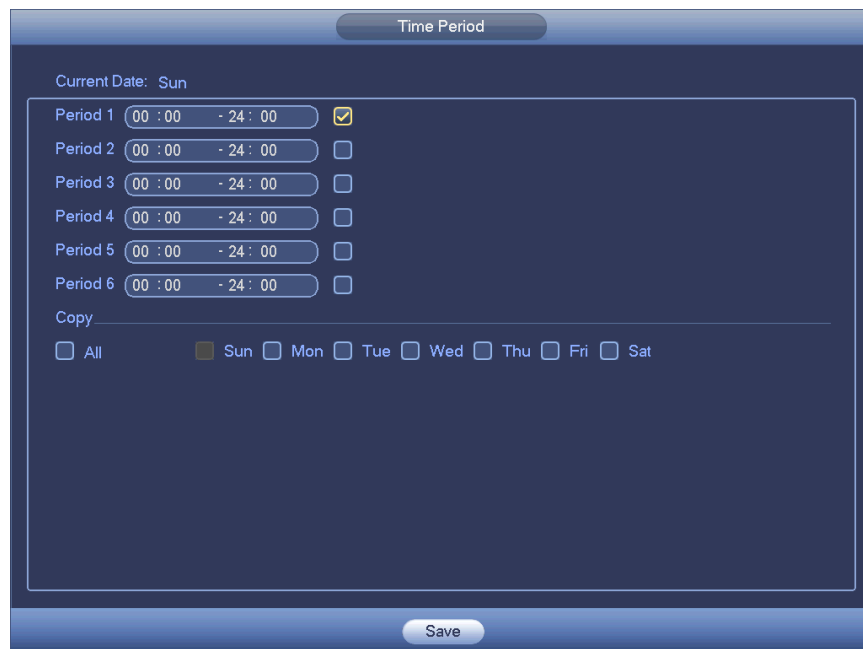 Time Period
Current Date: Sun
Period 1 00 :00 - 24 : 00
Period 2 00 :00 - 24 : 00
Period 3 00 :00 - 24 : 00
Period 4 00 :00 - 24 : 00
Period 5 00 :00 - 24 : 00
Period 6 00 :00 - 24 : 00
Copy
All Sun Mon Tue Wed Thu Fri Sat
Save